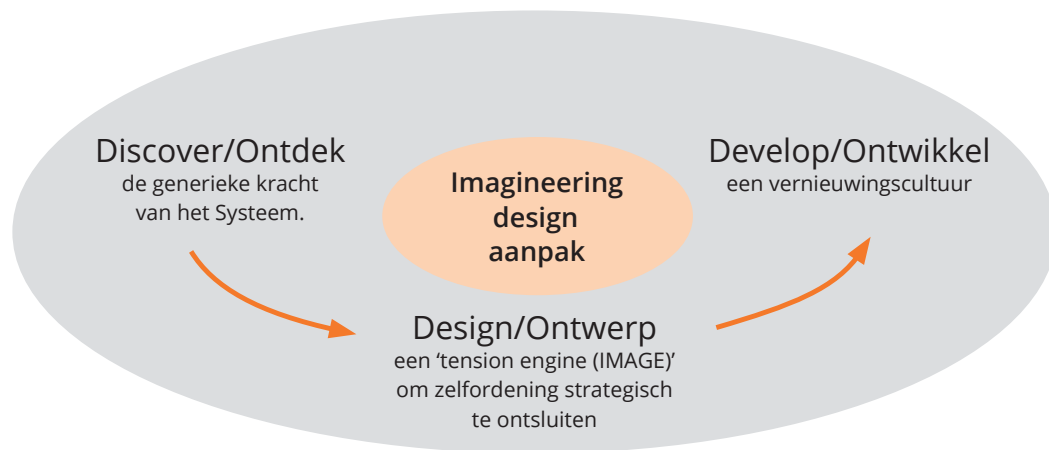 Discover/Ontdek
de generieke kracht
van het Systeem.
Imagineering
design
aanpak
Develop/Ontwikkel
een vernieuwingscultuur
Design/Ontwerp
een ‘tension engine (IMAGE)’
om zelfordening strategisch
te ontsluiten